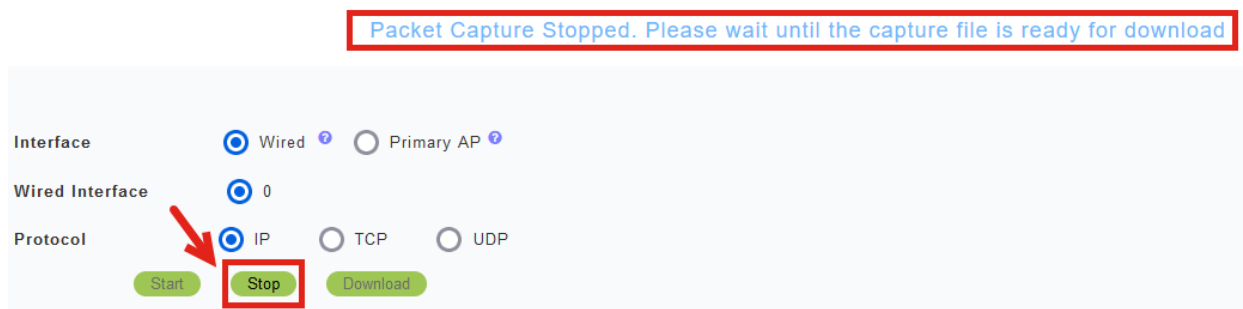 Packet Capture Stopped. Please wait until the capture file is ready for download
Interface Wired ? Primary AP ?
Wired Interface 0
Protocol IP TCP UDP
Start Stop Download